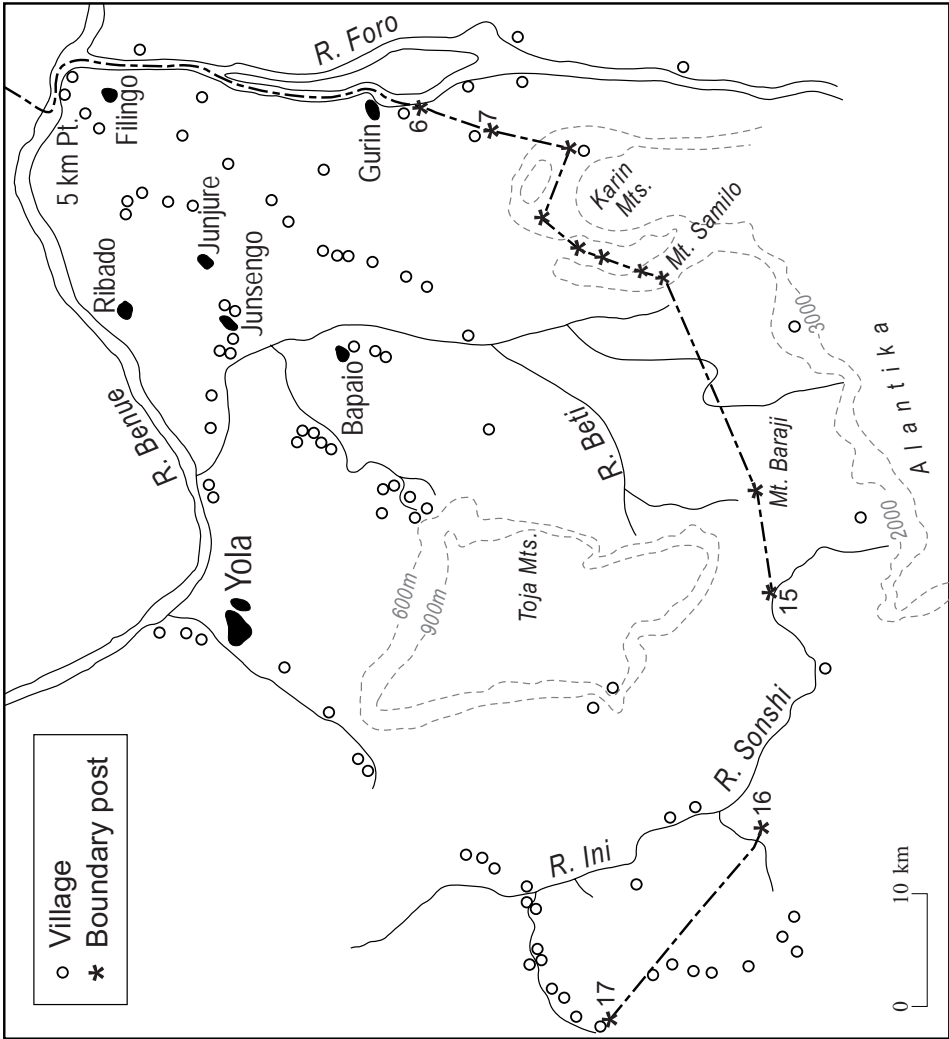 R. Foro
5 km Pt.
Filingo
Gurin
6
7
Ribado
Junjure
Junsengo
Karin
Mts.
Mt. Samilo
R. Benue
Bapaio
R. Beti
3000
Alantika
2000
Mt. Baraji
Yola
600m
900m
Toja Mts.
15
R. Sonshi
16
R. Ini
17
Village
Boundary post
0
10 km